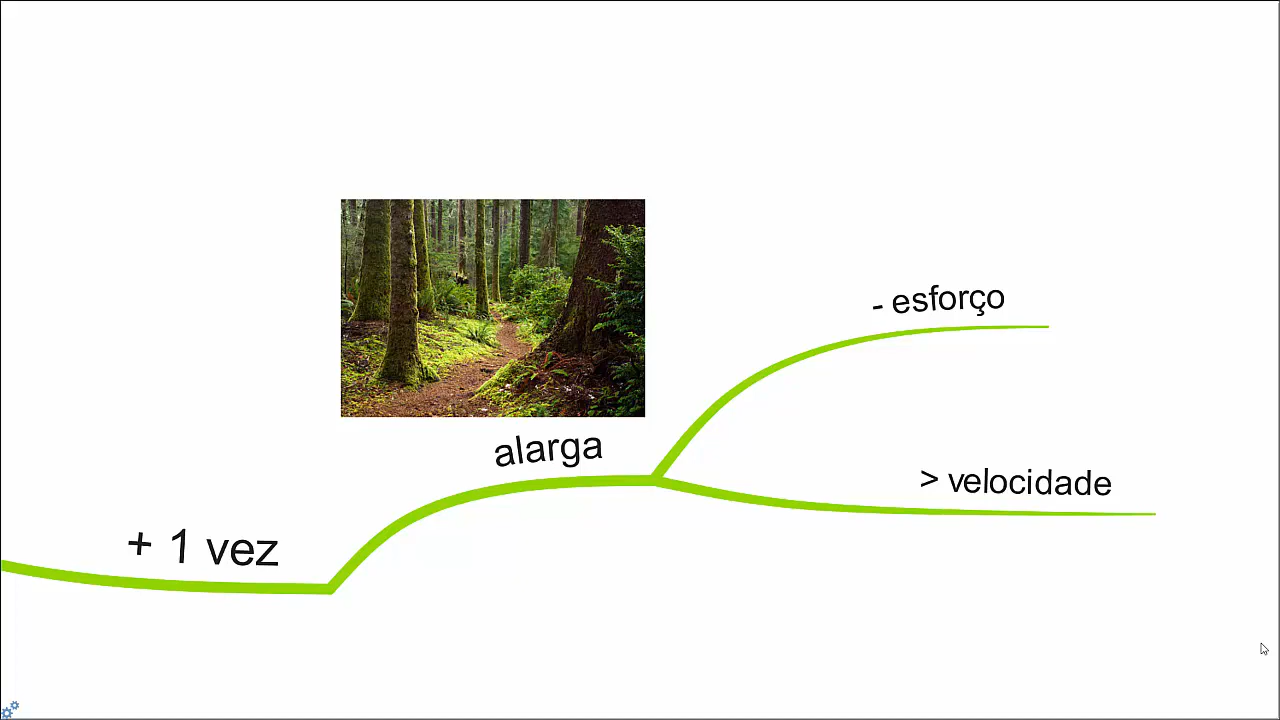 + 1 vez
alarga
- esforço
> velocidade